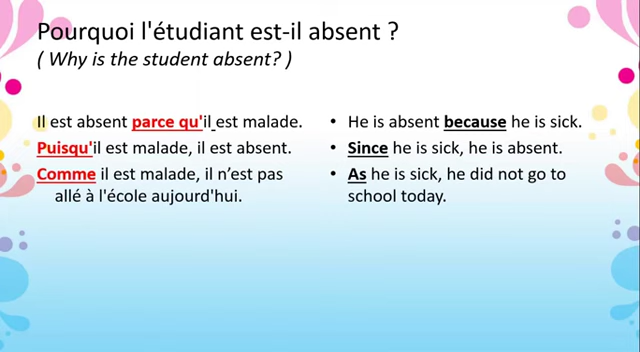 Pourquoi l'étudiant est-il absent ?
( Why is the student absent? )
Il est absent parce qu'il est malade.
Puisqu'il est malade, il est absent.
Comme il est malade, il n’est pas
allé à l'école aujourd'hui.
• He is absent because he is sick.
• Since he is sick, he is absent.
• As he is sick, he did not go to
school today.